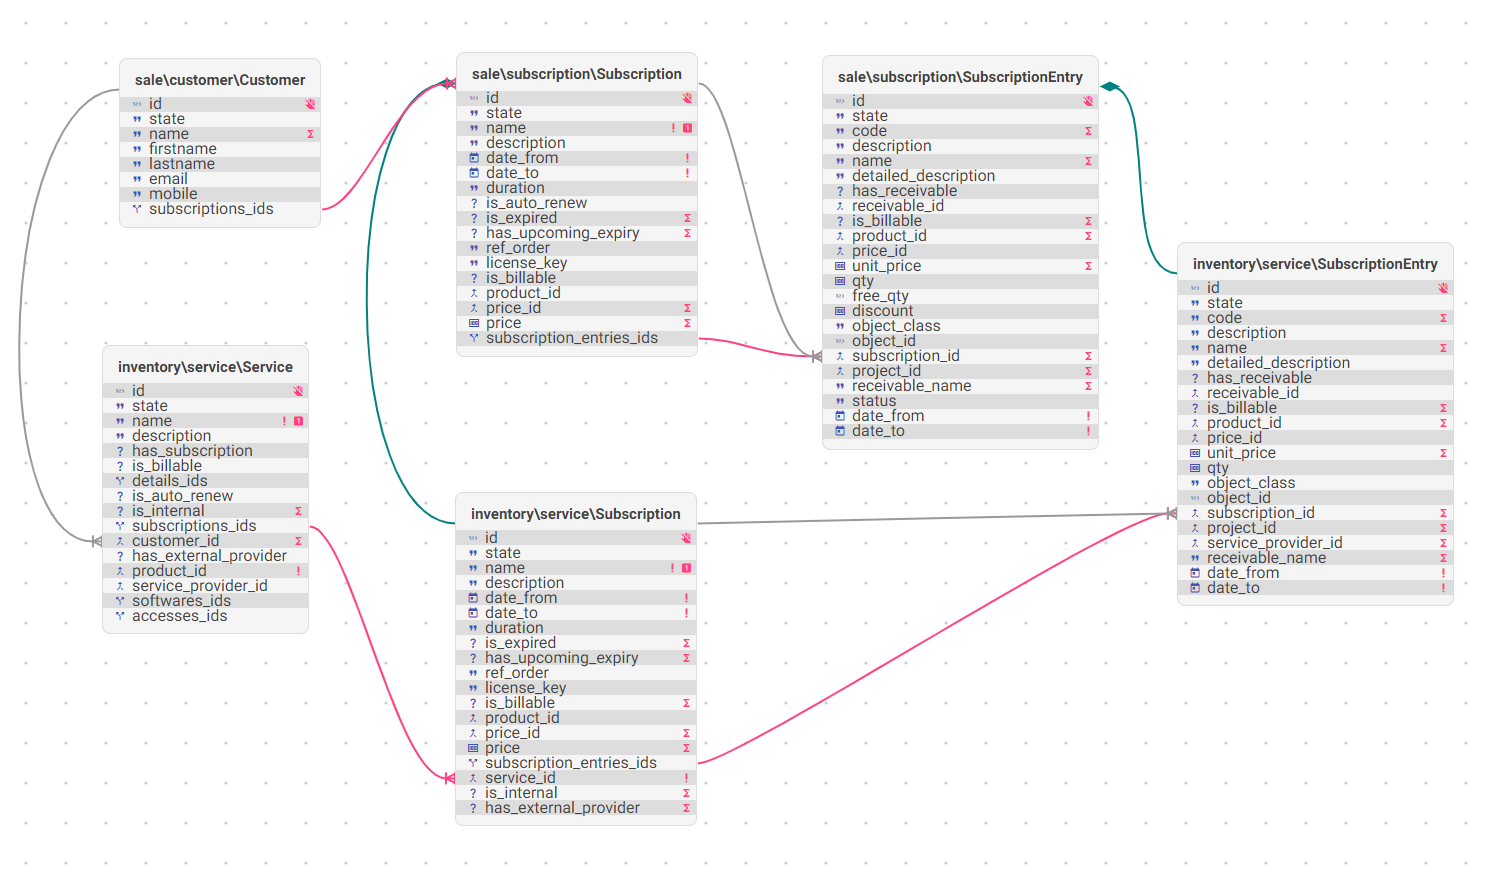 sale\customer\Customer
id
state
name
firstname
lastname
email
mobile
subscriptions_ids
sale\subscription\Subscription
id
state
name
description
date_from
date_to
duration
is_auto_renew
is_expired
has_upcoming_expiry
ref_order
license_key
is_billable
product_id
price_id
price
subscription_entries_ids
sale\subscription\SubscriptionEntry
id
state
code
description
name
detailed_description
has_receivable
receivable_id
is_billable
product_id
price_id
unit_price
qty
free_qty
discount
object_class
object_id
subscription_id
project_id
receivable_name
status
date_from
date_to
inventory\service\SubscriptionEntry
id
state
code
description
name
detailed_description
has_receivable
receivable_id
is_billable
product_id
price_id
unit_price
qty
object_class
object_id
subscription_id
project_id
service_provider_id
receivable_name
date_from
date_to
inventory\service\Service
id
state
name
description
has_subscription
is_billable
details_ids
is_auto_renew
is_internal
subscriptions_ids
customer_id
has_external_provider
product_id
service_provider_id
softwares_ids
accesses_ids
inventory\service\Subscription
id
state
name
description
date_from
date_to
duration
is_expired
has_upcoming_expiry
ref_order
license_key
is_billable
product_id
price_id
price
subscription_entries_ids
service_id
is_internal
has_external_provider